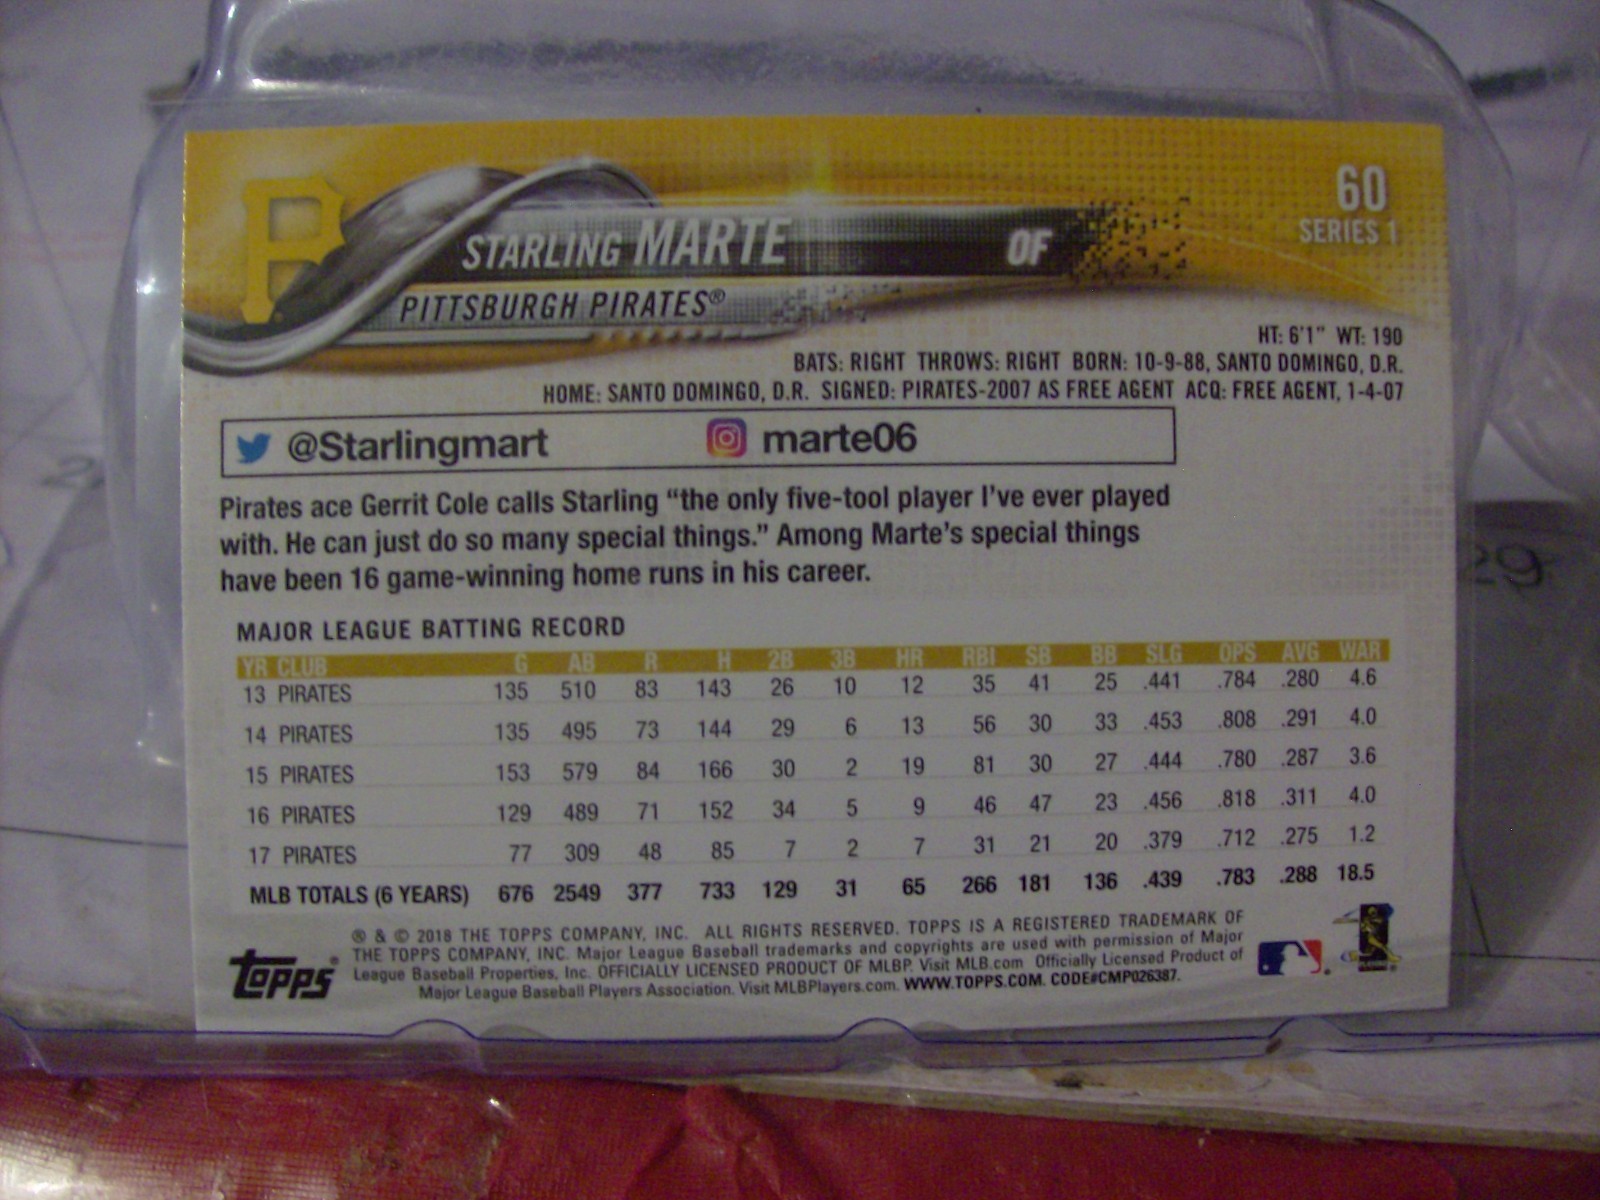 P
60
SERIES 1
STARLING MARTE OF
PITTSBURGH PIRATES®
HT: 6'1" WT: 190
BATS: RIGHT THROWS: RIGHT BORN: 10-9-88, SANTO DOMINGO, D.R.
HOME: SANTO DOMINGO, D.R. SIGNED: PIRATES-2007 AS FREE AGENT ACQ: FREE AGENT, 1-4-07
@Starlingmart marte06
Pirates ace Gerrit Cole calls Starling “the only five-tool player I’ve ever played
with. He can just do so many special things.” Among Marte’s special things
have been 16 game-winning home runs in his career.
MAJOR LEAGUE BATTING RECORD
YR CLUB G AB R H 2B 3B HR RBI SB BB SLG OPS AVG WAR
13 PIRATES 135 510 83 143 26 10 12 35 41 25 .441 .784 .280 4.6
14 PIRATES 135 495 73 144 29 6 13 56 30 33 .453 .808 .291 4.0
15 PIRATES 153 579 84 166 30 2 19 81 30 27 .444 .780 .287 3.6
16 PIRATES 129 489 71 152 34 5 9 46 47 23 .456 .818 .311 4.0
17 PIRATES 77 309 48 85 7 2 7 31 21 20 .379 .712 .275 1.2
MLB TOTALS (6 YEARS) 676 2549 377 733 129 31 65 266 181 136 .439 .783 .288 18.5
® & © 2018 THE TOPPS COMPANY, INC. ALL RIGHTS RESERVED. TOPPS IS A REGISTERED TRADEMARK OF
THE TOPPS COMPANY, INC. Major League Baseball trademarks and copyrights are used with permission of Major
League Baseball Properties, Inc. OFFICIALLY LICENSED PRODUCT OF MLBP. Visit MLB.com Officially Licensed Product of
Major League Baseball Players Association. Visit MLBPlayers.com. WWW.TOPPS.COM. CODE#CMP026387.
topps®
29